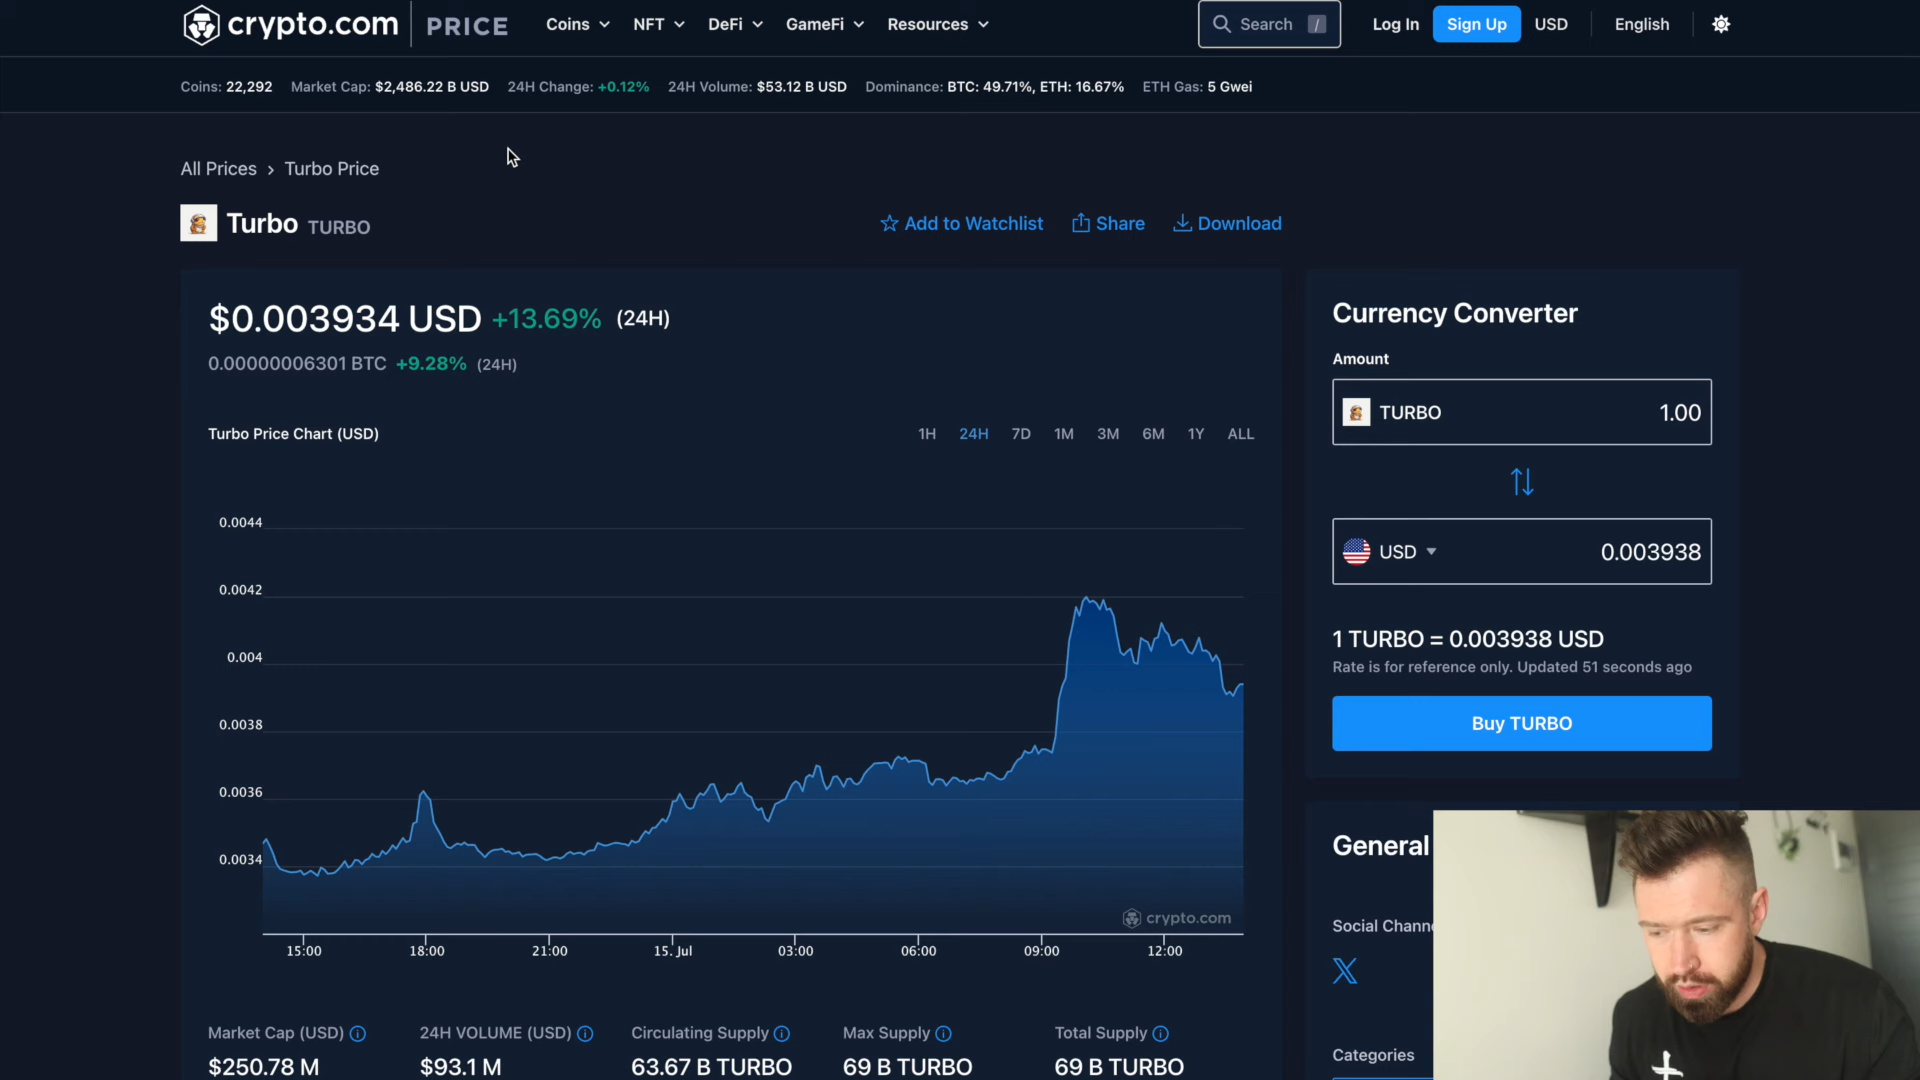 crypto.com | PRICE Coins NFT DeFi GameFi Resources Search / Log In Sign Up USD English
Coins: 22,292 Market Cap: $2,486.22 B USD 24H Change: +0.12% 24H Volume: $53.12 B USD Dominance: BTC: 49.71%, ETH: 16.67% ETH Gas: 5 Gwei
All Prices › Turbo Price
Turbo TURBO
Add to Watchlist Share Download
$0.003934 USD +13.69% (24H)
0.00000006301 BTC +9.28% (24H)
Turbo Price Chart (USD)
1H 24H 7D 1M 3M 6M 1Y ALL
0.0044
0.0042
0.004
0.0038
0.0036
0.0034
crypto.com
15:00 18:00 21:00 15. Jul 03:00 06:00 09:00 12:00
Market Cap (USD) 24H VOLUME (USD) Circulating Supply Max Supply Total Supply
$250.78 M $93.1 M 63.67 B TURBO 69 B TURBO 69 B TURBO
Currency Converter
Amount
TURBO 1.00
USD 0.003938
1 TURBO = 0.003938 USD
Rate is for reference only. Updated 51 seconds ago
Buy TURBO
General
Social Chann
Categories